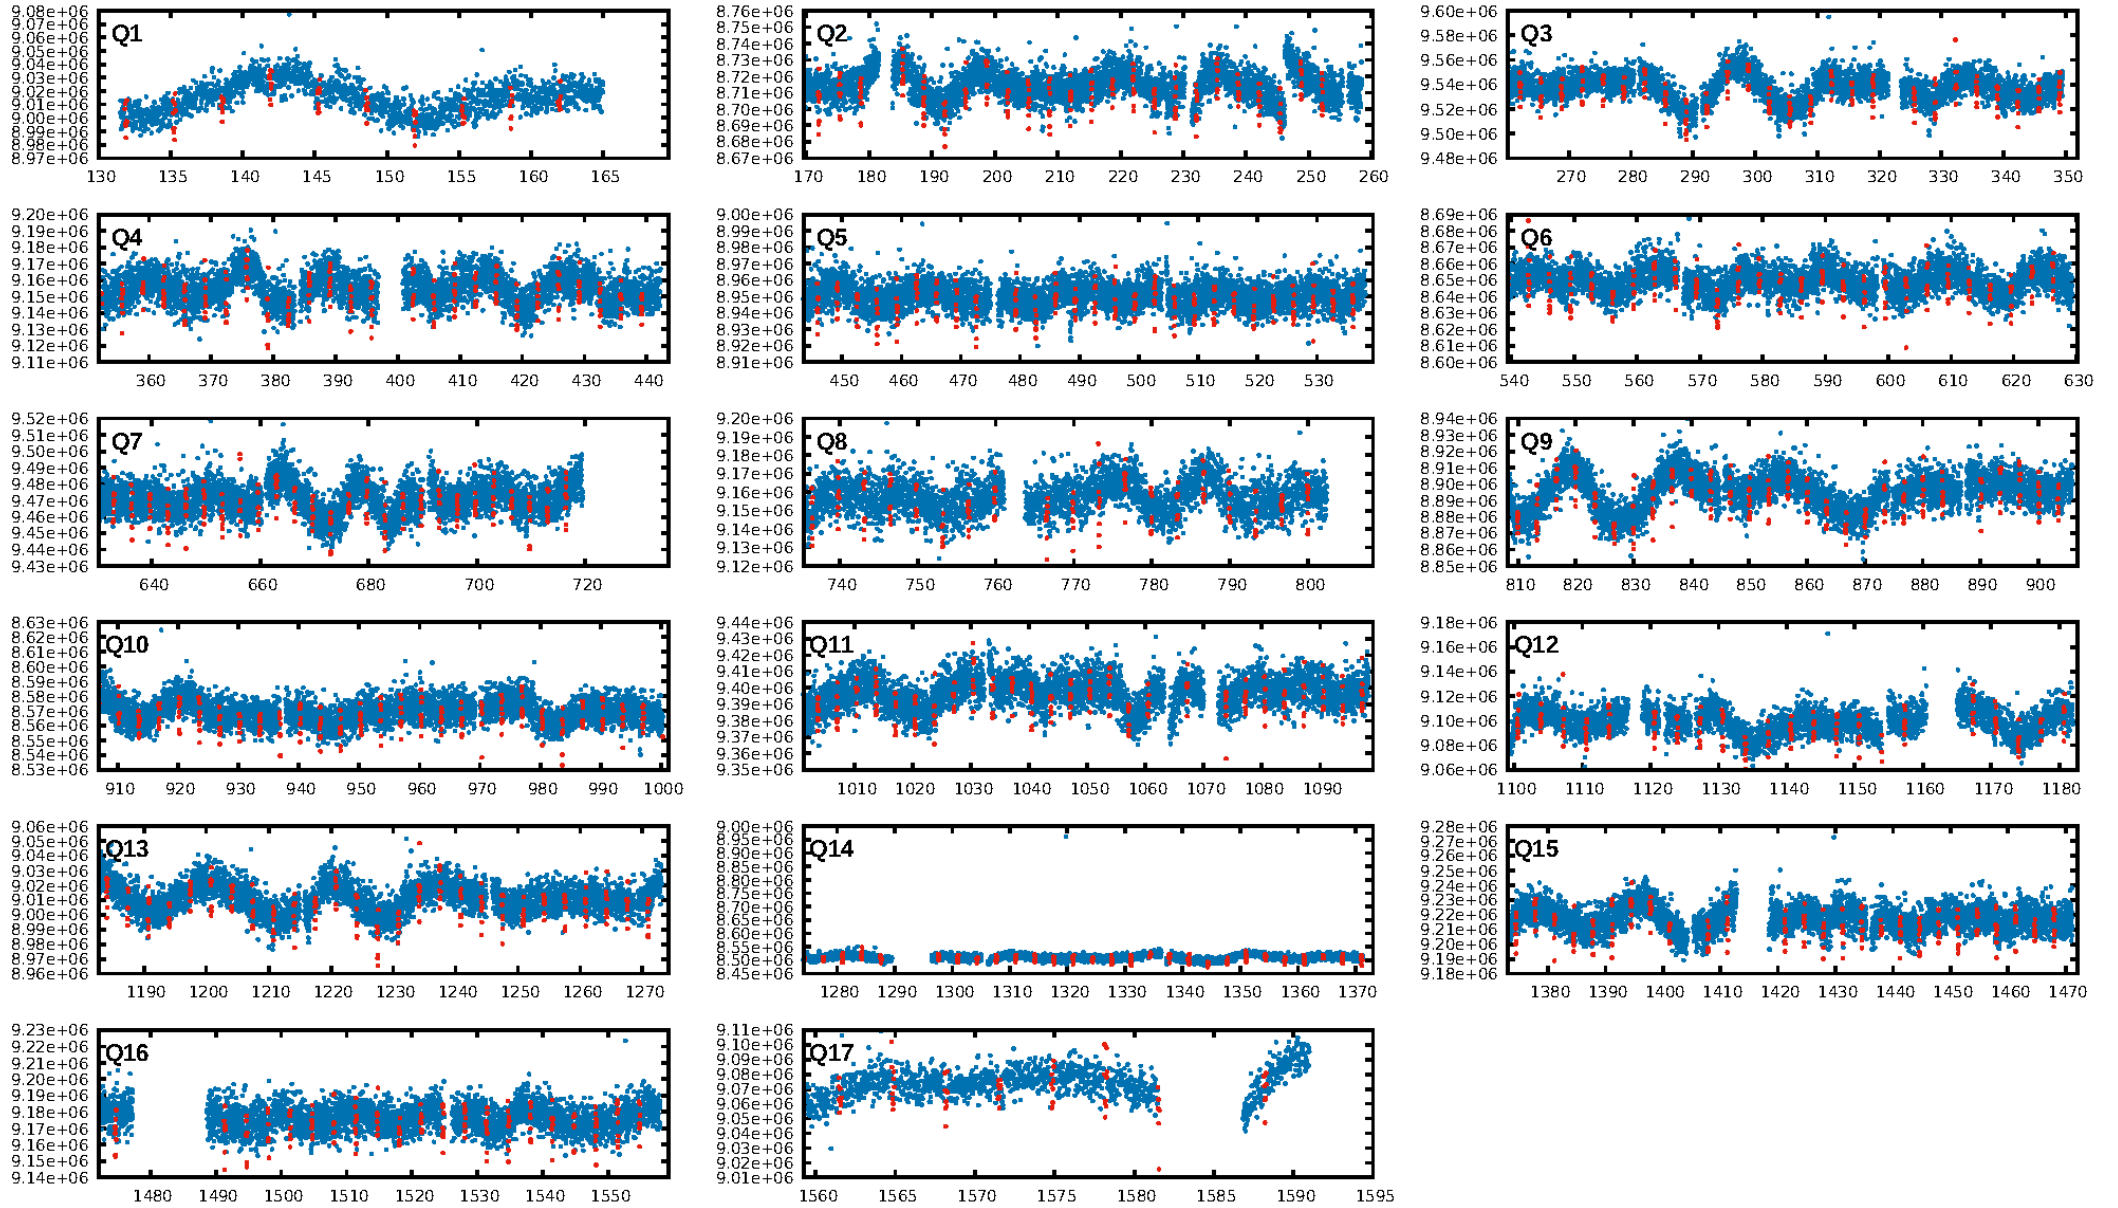 9.08e+06
9.07e+06
9.06e+06
9.05e+06
9.04e+06
9.03e+06
9.02e+06
9.01e+06
9.00e+06
8.99e+06
8.98e+06
8.97e+06
Q1
130 135 140 145 150 155 160 165
8.76e+06
8.75e+06
8.74e+06
8.73e+06
8.72e+06
8.71e+06
8.70e+06
8.69e+06
8.68e+06
8.67e+06
Q2
170 180 190 200 210 220 230 240 250 260
9.60e+06
9.58e+06
9.56e+06
9.54e+06
9.52e+06
9.50e+06
9.48e+06
Q3
270 280 290 300 310 320 330 340 350
9.20e+06
9.19e+06
9.18e+06
9.17e+06
9.16e+06
9.15e+06
9.14e+06
9.13e+06
9.12e+06
9.11e+06
Q4
360 370 380 390 400 410 420 430 440
9.00e+06
8.99e+06
8.98e+06
8.97e+06
8.96e+06
8.95e+06
8.94e+06
8.93e+06
8.92e+06
8.91e+06
Q5
450 460 470 480 490 500 510 520 530
8.69e+06
8.68e+06
8.67e+06
8.66e+06
8.65e+06
8.64e+06
8.63e+06
8.62e+06
8.61e+06
8.60e+06
Q6
540 550 560 570 580 590 600 610 620 630
9.52e+06
9.51e+06
9.50e+06
9.49e+06
9.48e+06
9.47e+06
9.46e+06
9.45e+06
9.44e+06
9.43e+06
Q7
640 660 680 700 720
9.20e+06
9.19e+06
9.18e+06
9.17e+06
9.16e+06
9.15e+06
9.14e+06
9.13e+06
9.12e+06
Q8
740 750 760 770 780 790 800
8.94e+06
8.93e+06
8.92e+06
8.91e+06
8.90e+06
8.89e+06
8.88e+06
8.87e+06
8.86e+06
8.85e+06
Q9
810 820 830 840 850 860 870 880 890 900
8.63e+06
8.62e+06
8.61e+06
8.60e+06
8.59e+06
8.58e+06
8.57e+06
8.56e+06
8.55e+06
8.54e+06
8.53e+06
Q10
910 920 930 940 950 960 970 980 990 1000
9.44e+06
9.43e+06
9.42e+06
9.41e+06
9.40e+06
9.39e+06
9.38e+06
9.37e+06
9.36e+06
9.35e+06
Q11
1010 1020 1030 1040 1050 1060 1070 1080 1090
9.18e+06
9.16e+06
9.14e+06
9.12e+06
9.10e+06
9.08e+06
9.06e+06
Q12
1100 1110 1120 1130 1140 1150 1160 1170 1180
9.06e+06
9.05e+06
9.04e+06
9.03e+06
9.02e+06
9.01e+06
9.00e+06
8.99e+06
8.98e+06
8.97e+06
8.96e+06
Q13
1190 1200 1210 1220 1230 1240 1250 1260 1270
9.00e+06
8.95e+06
8.90e+06
8.85e+06
8.80e+06
8.75e+06
8.70e+06
8.65e+06
8.60e+06
8.55e+06
8.50e+06
8.45e+06
Q14
1280 1290 1300 1310 1320 1330 1340 1350 1360 1370
9.28e+06
9.27e+06
9.26e+06
9.25e+06
9.24e+06
9.23e+06
9.22e+06
9.21e+06
9.20e+06
9.19e+06
9.18e+06
Q15
1380 1390 1400 1410 1420 1430 1440 1450 1460 1470
9.23e+06
9.22e+06
9.21e+06
9.20e+06
9.19e+06
9.18e+06
9.17e+06
9.16e+06
9.15e+06
9.14e+06
Q16
1480 1490 1500 1510 1520 1530 1540 1550
9.11e+06
9.10e+06
9.09e+06
9.08e+06
9.07e+06
9.06e+06
9.05e+06
9.04e+06
9.03e+06
9.02e+06
9.01e+06
Q17
1560 1565 1570 1575 1580 1585 1590 1595